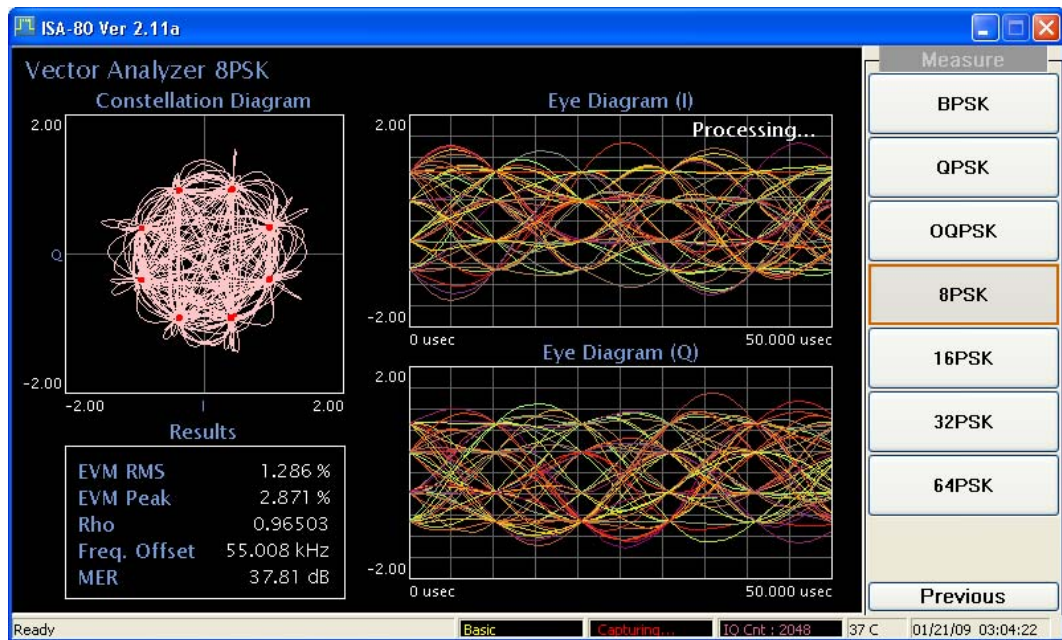 ISA-80 Ver 2.11a
Vector Analyzer 8PSK
Constellation Diagram
2.00
Q
-2.00
-2.00
I
2.00
Eye Diagram (I)
2.00
Processing...
-2.00
0 usec
50.000 usec
Eye Diagram (Q)
2.00
-2.00
0 usec
50.000 usec
Results
EVM RMS 1.286 %
EVM Peak 2.871 %
Rho 0.96503
Freq. Offset 55.008 kHz
MER 37.81 dB
Measure
BPSK
QPSK
OQPSK
8PSK
16PSK
32PSK
64PSK
Previous
Ready
Basic
Capturing...
IQ Cnt : 2048
37 C
01/21/09 03:04:22